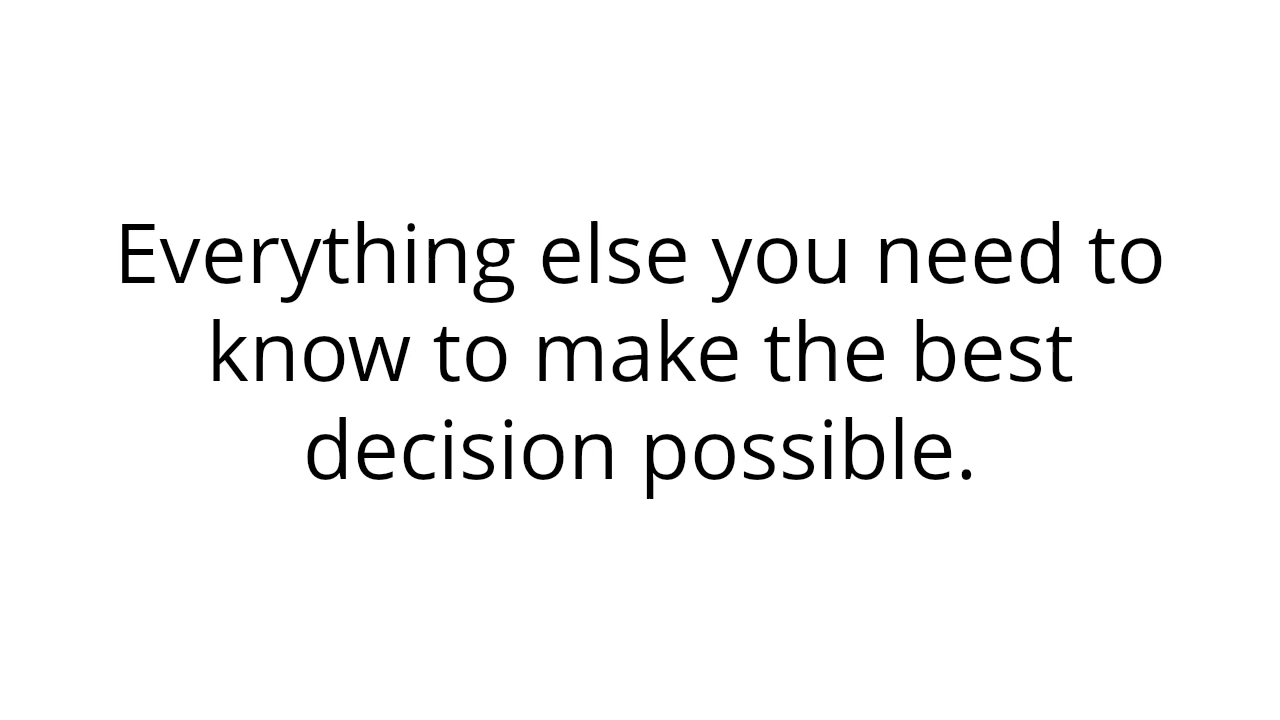 Everything else you need to
know to make the best
decision possible.